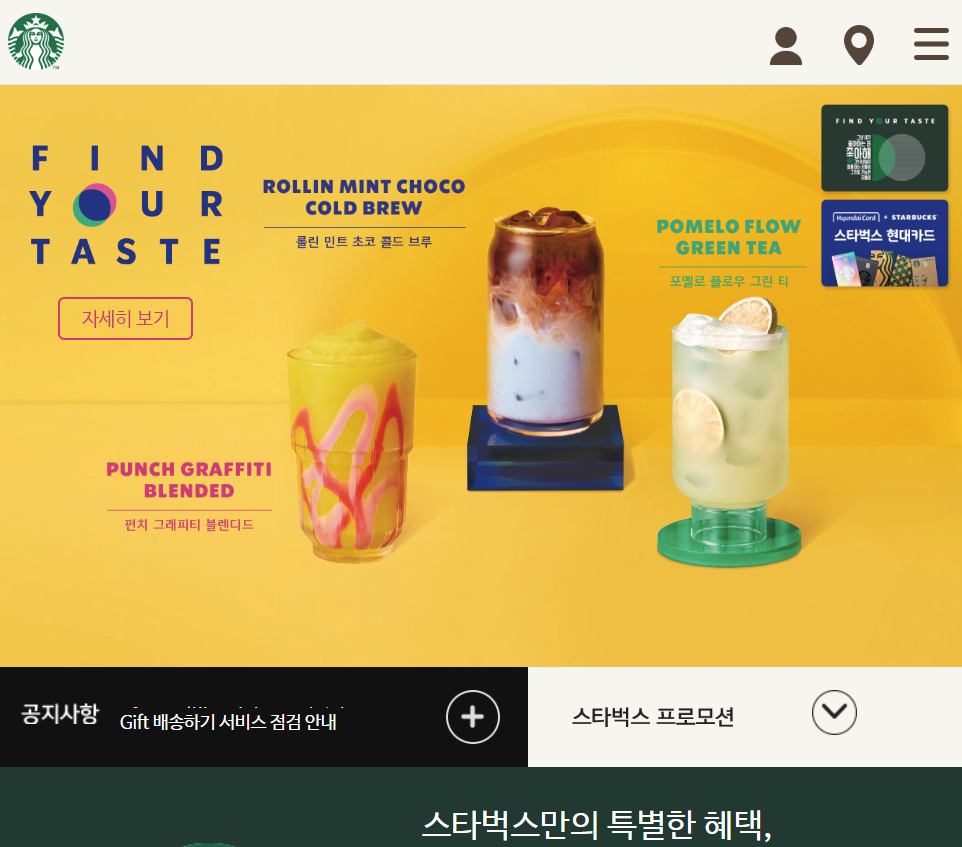 FIND
YOUR
TASTE
자세히 보기
ROLLIN MINT CHOCO
COLD BREW
롤린 민트 초코 콜드 브루
POMELO FLOW
GREEN TEA
포멜로 플로우 그린 티
PUNCH GRAFFITI
BLENDED
펀치 그래피티 블렌디드
FIND YOUR TASTE
좋아해
Hyundai Card + STARBUCKS
스타벅스 현대카드
공지사항
Gift 배송하기 서비스 점검 안내
스타벅스 프로모션
스타벅스만의 특별한 혜택,